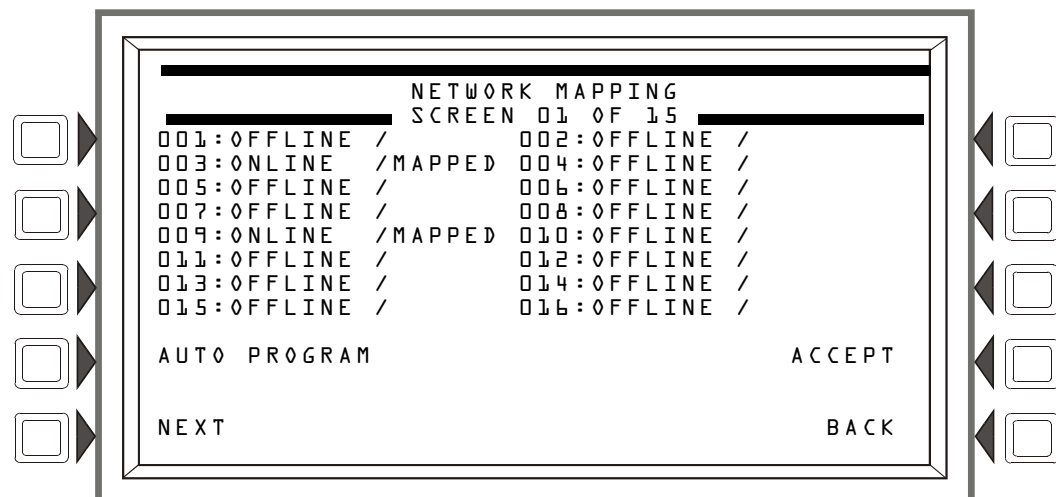 NETWORK MAPPING
SCREEN 01 OF 15
001:OFFLINE / 002:OFFLINE /
003:ONLINE /MAPPED 004:OFFLINE /
005:OFFLINE / 006:OFFLINE /
007:OFFLINE / 008:OFFLINE /
009:ONLINE /MAPPED 010:OFFLINE /
011:OFFLINE / 012:OFFLINE /
013:OFFLINE / 014:OFFLINE /
015:OFFLINE / 016:OFFLINE /
AUTO PROGRAM ACCEPT
NEXT BACK